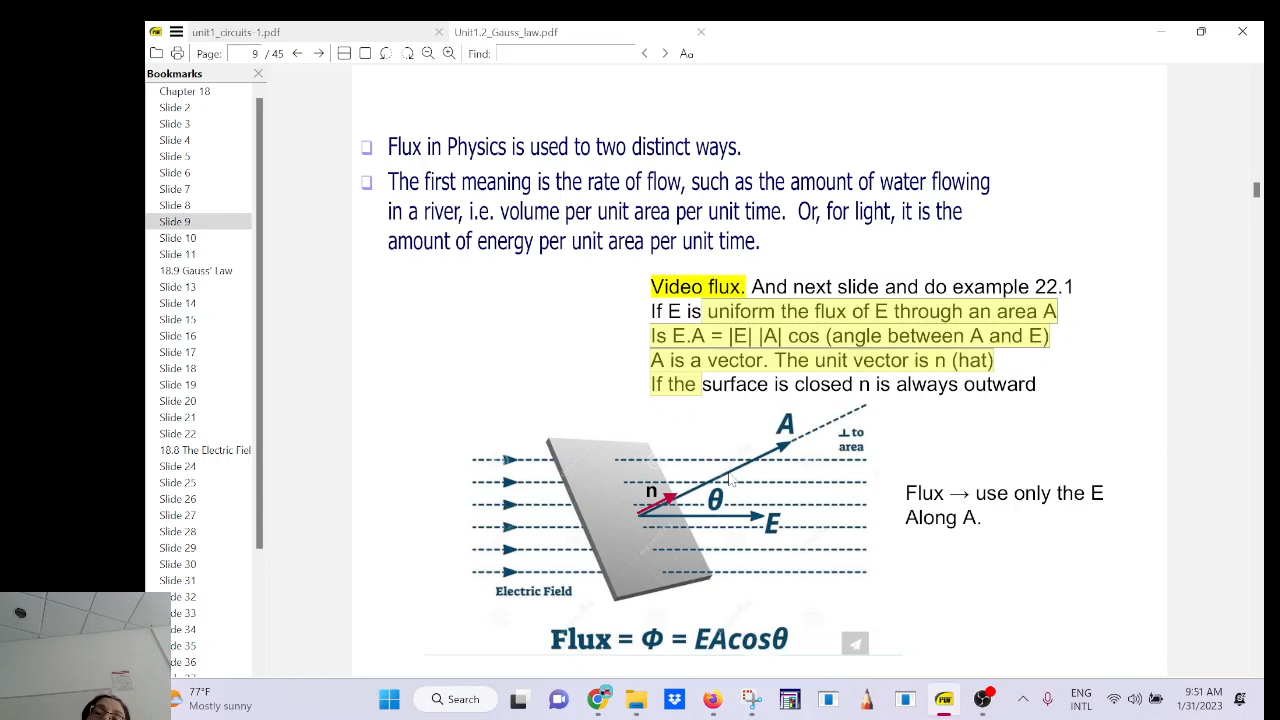 unit1_circuits-1.pdf
Unit1.2_Gauss_law.pdf
Page: 9 / 45
Find:
Aa
Bookmarks
Chapter 18
Slide 2
Slide 3
Slide 4
Slide 5
Slide 6
Slide 7
Slide 8
Slide 9
Slide 10
Slide 11
18.9 Gauss’ Law
Slide 13
Slide 14
Slide 15
Slide 16
Slide 17
Slide 18
Slide 19
Slide 20
Slide 21
Slide 22
18.8 The Electric Fiel
Slide 24
Slide 25
Slide 26
Slide 27
Slide 28
Slide 29
Slide 30
Slide 31
32
33
34
35
36
Flux in Physics is used to two distinct ways.
The first meaning is the rate of flow, such as the amount of water flowing
in a river, i.e. volume per unit area per unit time. Or, for light, it is the
amount of energy per unit area per unit time.
Video flux. And next slide and do example 22.1
If E is uniform the flux of E through an area A
Is E.A = |E| |A| cos (angle between A and E)
A is a vector. The unit vector is n (hat)
If the surface is closed n is always outward
A
⊥ to
area
n
θ
E
Electric Field
Flux = Φ = EAcosθ
Flux → use only the E
Along A.
77°F
Mostly sunny
Search
ENG
INTL
9:51 AM
1/31/2023